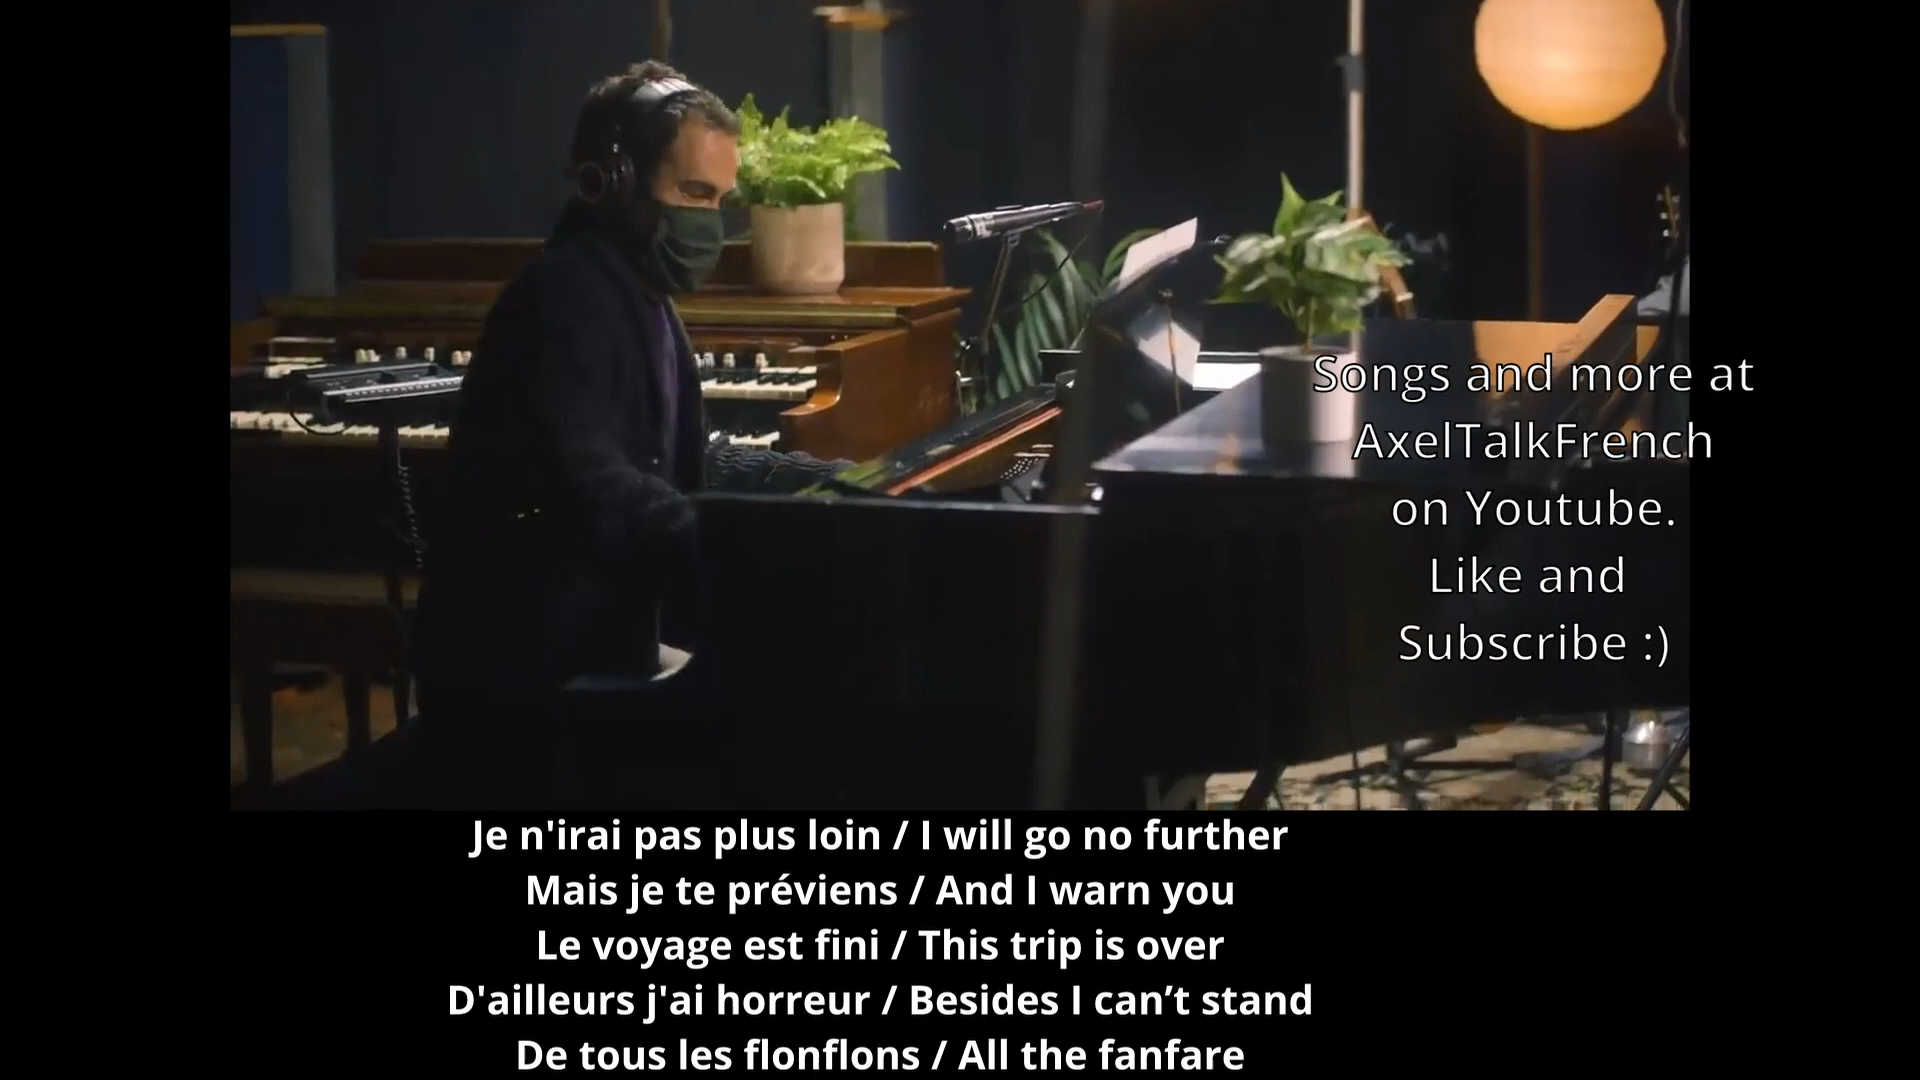 Songs and more at
AxelTalkFrench
on Youtube.
Like and
Subscribe :)
Je n'irai pas plus loin / I will go no further
Mais je te préviens / And I warn you
Le voyage est fini / This trip is over
D'ailleurs j'ai horreur / Besides I can’t stand
De tous les flonflons / All the fanfare